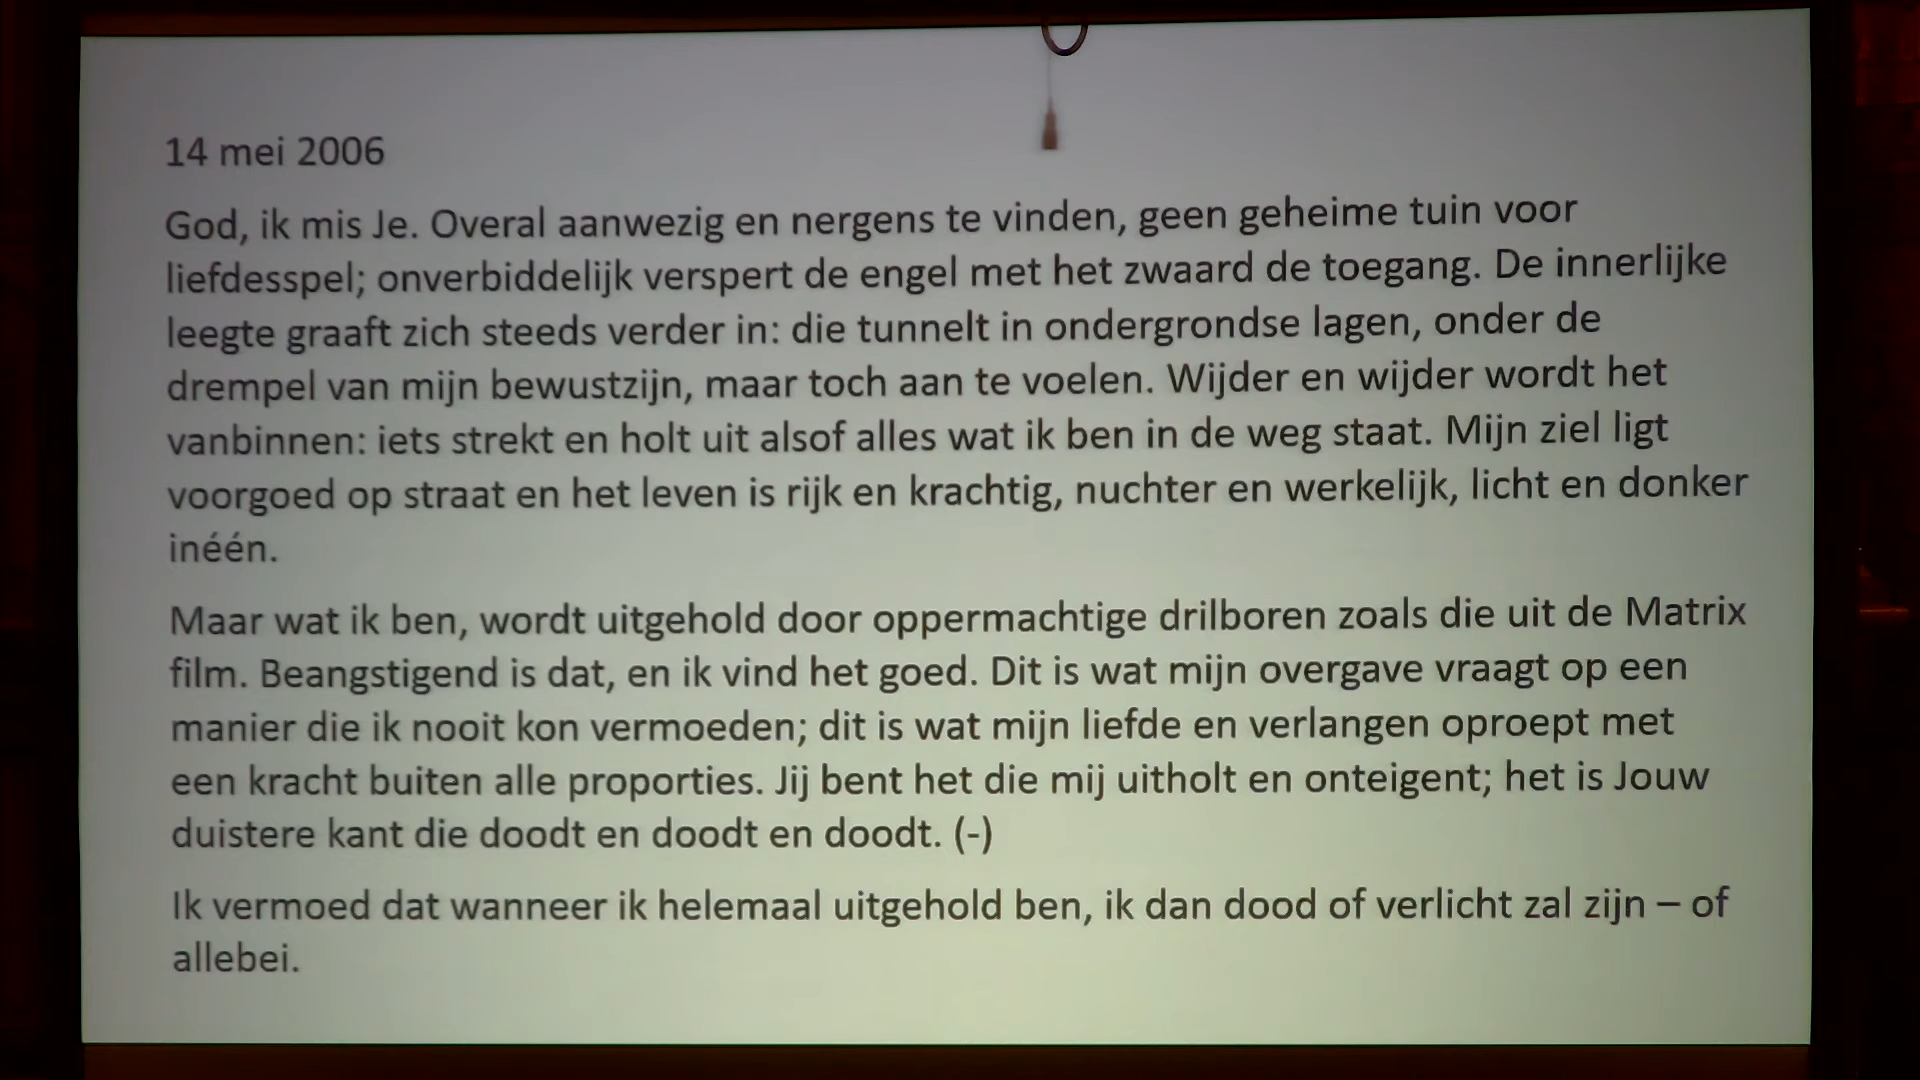 14 mei 2006
God, ik mis Je. Overal aanwezig en nergens te vinden, geen geheime tuin voor
liefdesspel; onverbiddelijk verspert de engel met het zwaard de toegang. De innerlijke
leegte graaft zich steeds verder in: die tunnelt in ondergrondse lagen, onder de
drempel van mijn bewustzijn, maar toch aan te voelen. Wijder en wijder wordt het
vanbinnen: iets strekt en holt uit alsof alles wat ik ben in de weg staat. Mijn ziel ligt
voorgoed op straat en het leven is rijk en krachtig, nuchter en werkelijk, licht en donker
inéén.
Maar wat ik ben, wordt uitgehold door oppermachtige drilboren zoals die uit de Matrix
film. Beangstigend is dat, en ik vind het goed. Dit is wat mijn overgave vraagt op een
manier die ik nooit kon vermoeden; dit is wat mijn liefde en verlangen oproept met
een kracht buiten alle proporties. Jij bent het die mij uitholt en onteigent; het is Jouw
duistere kant die doodt en doodt en doodt. (-)
Ik vermoed dat wanneer ik helemaal uitgehold ben, ik dan dood of verlicht zal zijn – of
allebei.